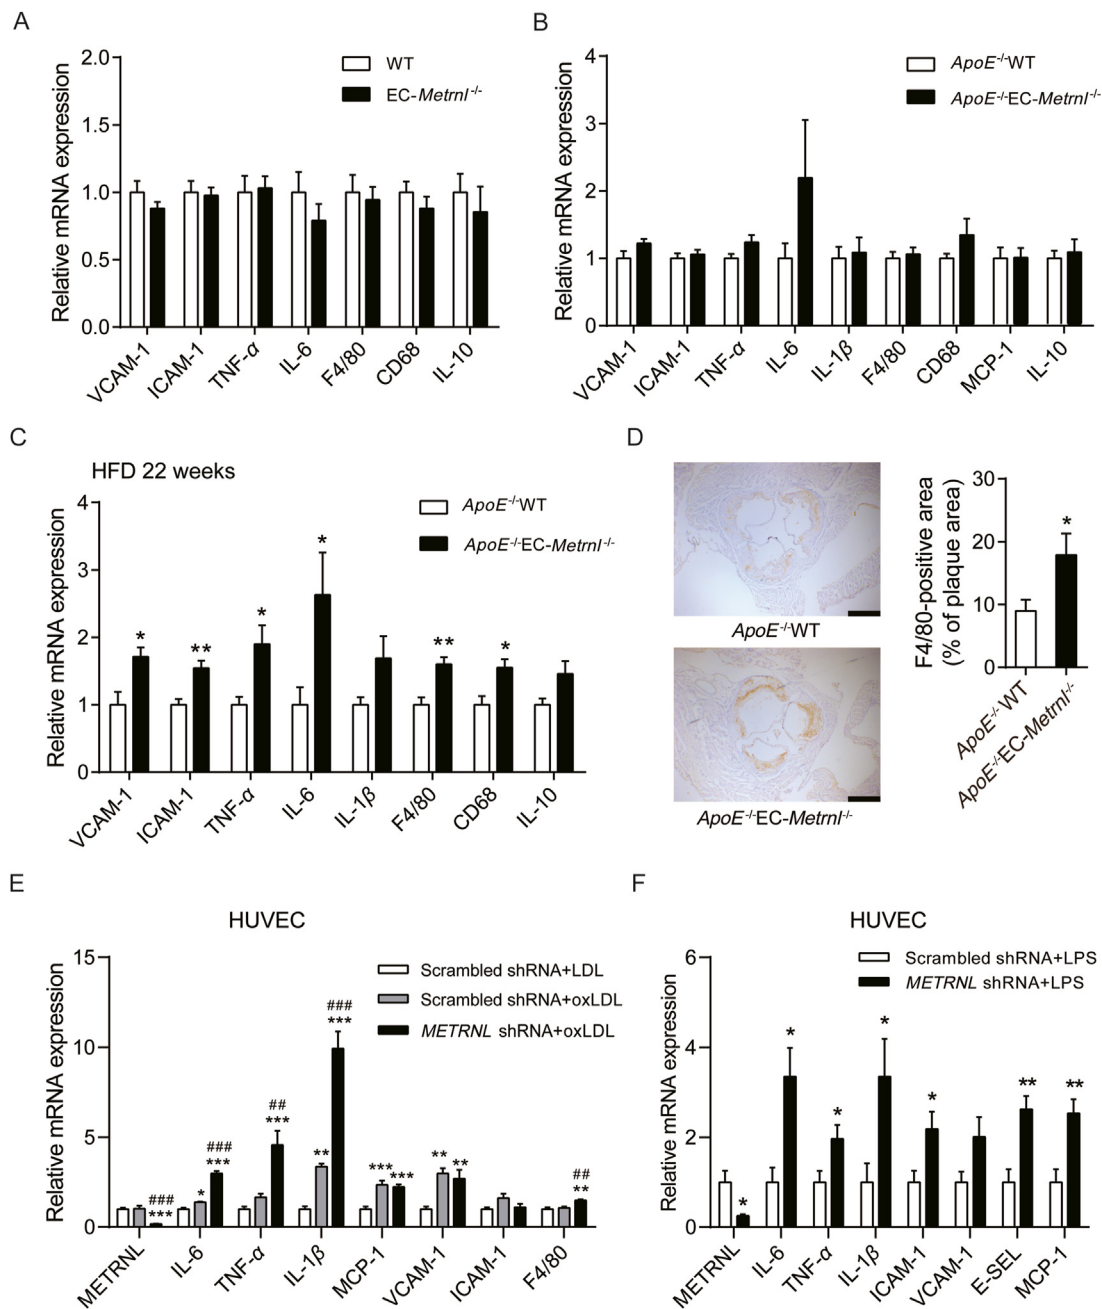 A
Relative mRNA expression
2.0
1.5
1.0
0.5
0.0
WT
EC-Metrnl-/-
VCAM-1
ICAM-1
TNF-α
IL-6
F4/80
CD68
IL-10
B
Relative mRNA expression
4
3
2
1
0
ApoE-/-WT
ApoE-/-EC-Metrnl-/-
VCAM-1
ICAM-1
TNF-α
IL-6
IL-1β
F4/80
CD68
MCP-1
IL-10
C
HFD 22 weeks
Relative mRNA expression
4
3
2
1
0
ApoE-/-WT
ApoE-/-EC-Metrnl-/-
*
**
*
*
**
*
VCAM-1
ICAM-1
TNF-α
IL-6
IL-1β
F4/80
CD68
IL-10
D
ApoE-/-WT
ApoE-/-EC-Metrnl-/-
F4/80-positive area
(% of plaque area)
30
20
10
0
*
ApoE-/-WT
ApoE-/-EC-Metrnl-/-
E
HUVEC
Relative mRNA expression
15
10
5
0
Scrambled shRNA+LDL
Scrambled shRNA+oxLDL
METRNL shRNA+oxLDL
###
***
*
###
***
##
***
**
###
***
***
***
**
**
##
**
METRNL
IL-6
TNF-α
IL-1β
MCP-1
VCAM-1
ICAM-1
F4/80
F
HUVEC
Relative mRNA expression
6
4
2
0
Scrambled shRNA+LPS
METRNL shRNA+LPS
*
*
*
*
*
**
**
METRNL
IL-6
TNF-α
IL-1β
ICAM-1
VCAM-1
E-SEL
MCP-1